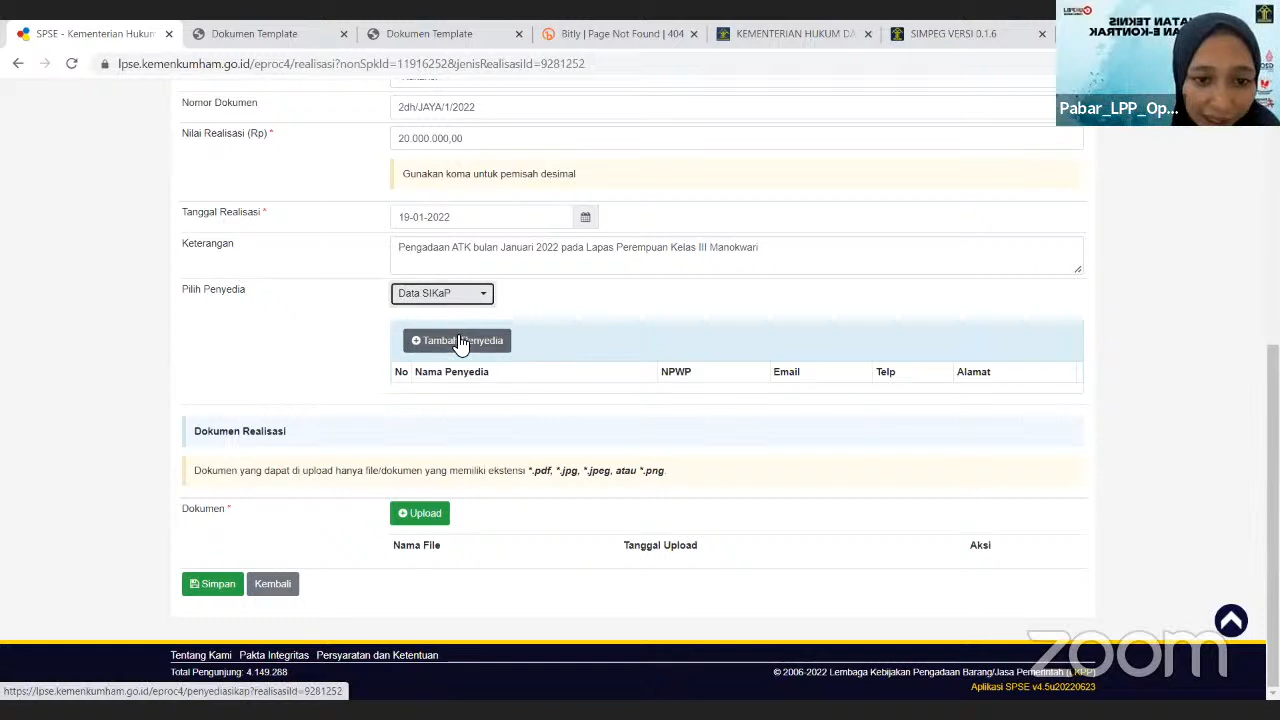 SPSE - Kementerian Hukum
Dokumen Template
Dokumen Template
Bitly | Page Not Found | 404
KEMENTERIAN HUKUM DA
SIMPEG VERSI 0.1.6
lpse.kemenkumham.go.id/eproc4/realisasi?nonSpkId=11916252&jenisRealisasiId=9281252
Pabar_LPP_Op...
Nomor Dokumen
2dh/JAYA/1/2022
Nilai Realisasi (Rp) *
20.000.000,00
Gunakan koma untuk pemisah desimal
Tanggal Realisasi *
19-01-2022
Keterangan
Pengadaan ATK bulan Januari 2022 pada Lapas Perempuan Kelas III Manokwari
Pilih Penyedia
Data SIKaP
Tambah Penyedia
No Nama Penyedia NPWP Email Telp Alamat
Dokumen Realisasi
Dokumen yang dapat di upload hanya file/dokumen yang memiliki ekstensi *.pdf, *.jpg, *.jpeg, atau *.png.
Dokumen *
Upload
Nama File Tanggal Upload Aksi
Simpan Kembali
Tentang Kami Pakta Integritas Persyaratan dan Ketentuan
Total Pengunjung: 4.149.288
© 2006-2022 Lembaga Kebijakan Pengadaan Barang/Jasa Pemerintah (LKPP)
Aplikasi SPSE v4.5u20220623
zoom
https://lpse.kemenkumham.go.id/eproc4/penyediasikap?realisasiId=9281252